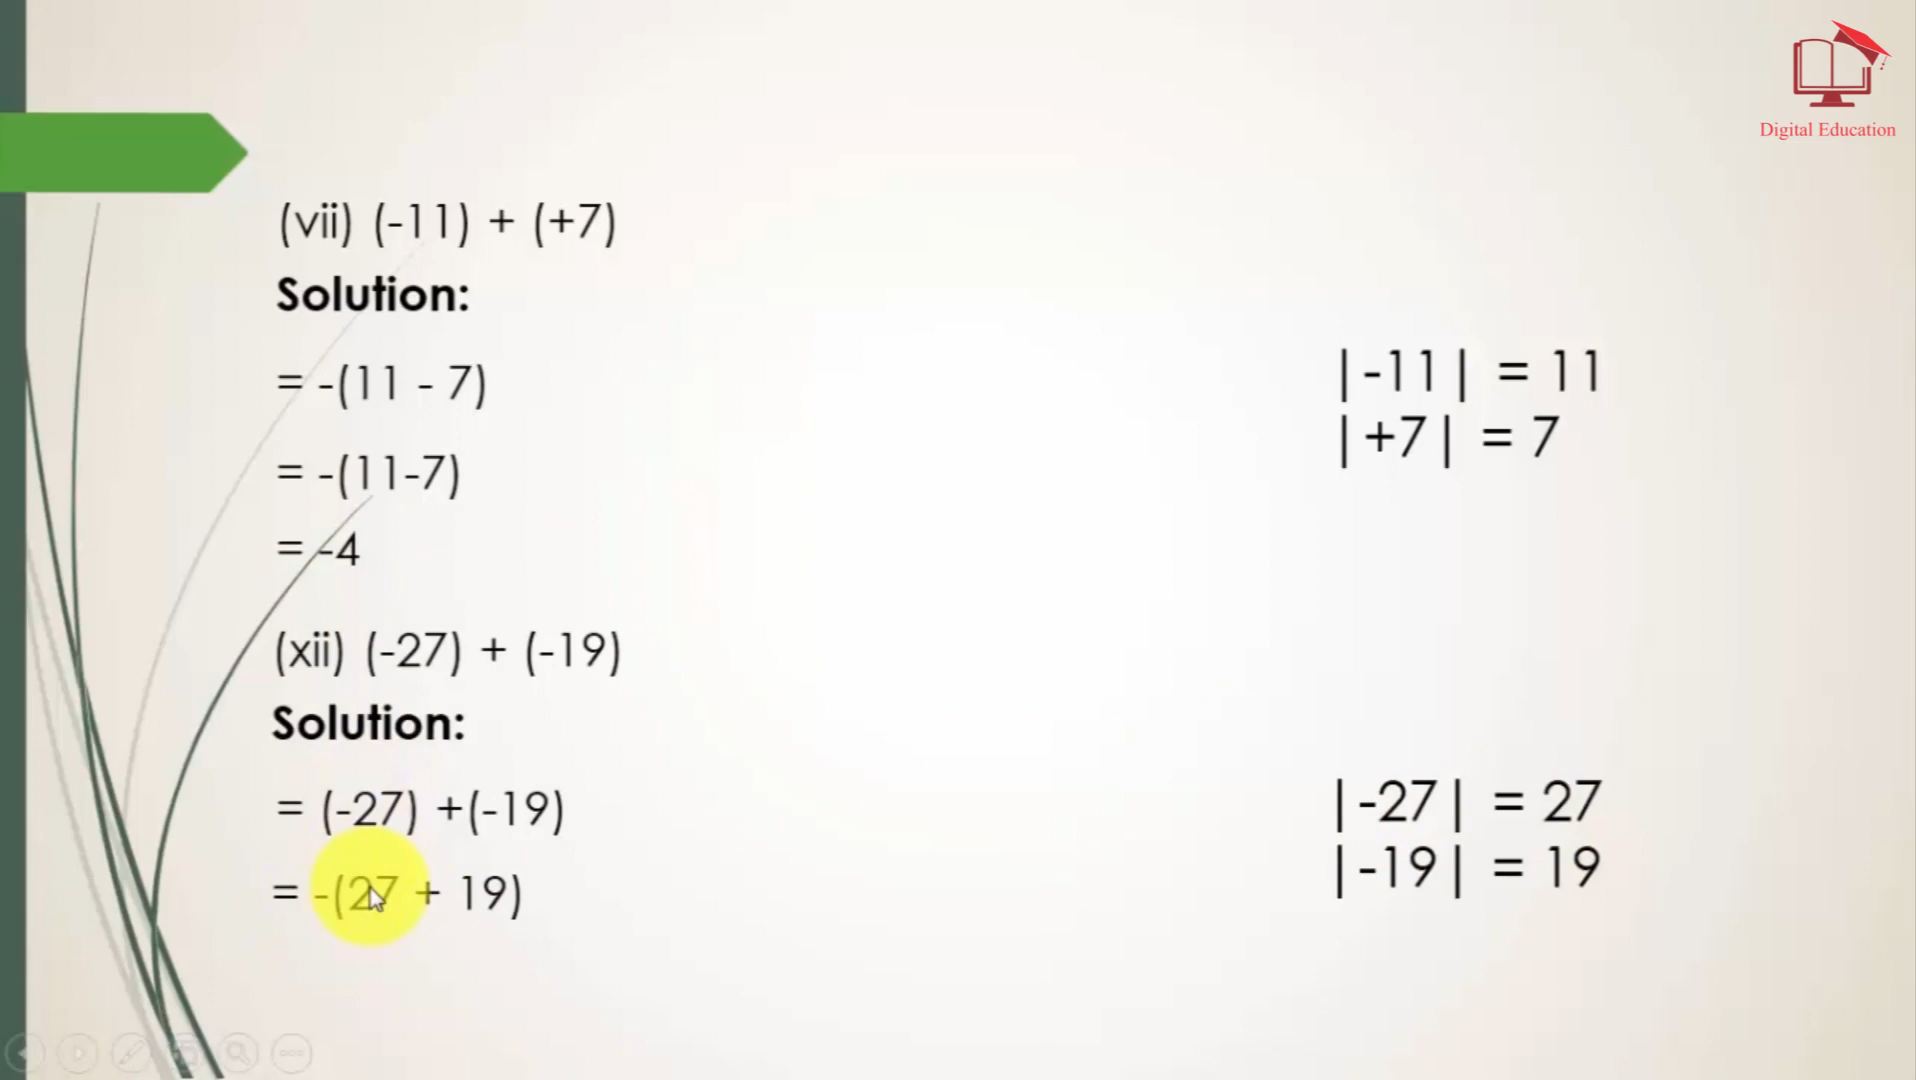 Digital Education
(vii) (-11) + (+7)
Solution:
= -(11 - 7)
|-11| = 11
|+7| = 7
= -(11-7)
= -4
(xii) (-27) + (-19)
Solution:
= (-27) +(-19)
|-27| = 27
|-19| = 19
= -(27 + 19)